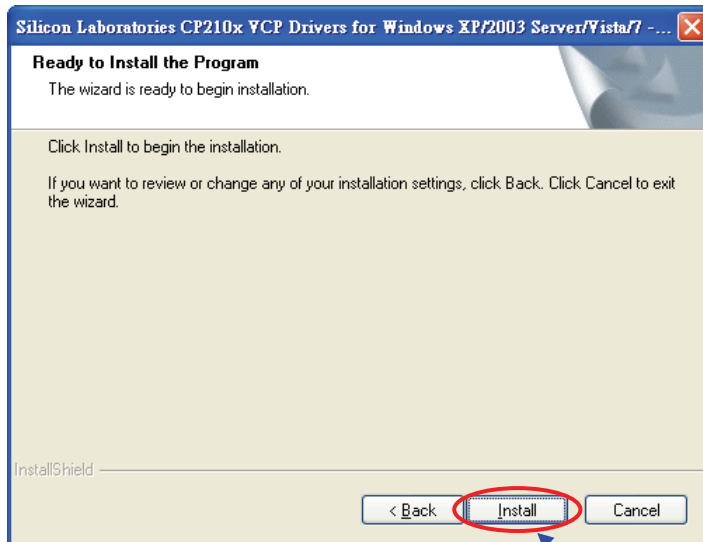 Silicon Laboratories CP210x VCP Drivers for Windows XP/2003 Server/Vista/7 -...
Ready to Install the Program
The wizard is ready to begin installation.
Click Install to begin the installation.
If you want to review or change any of your installation settings, click Back. Click Cancel to exit
the wizard.
InstallShield
< Back
Install
Cancel